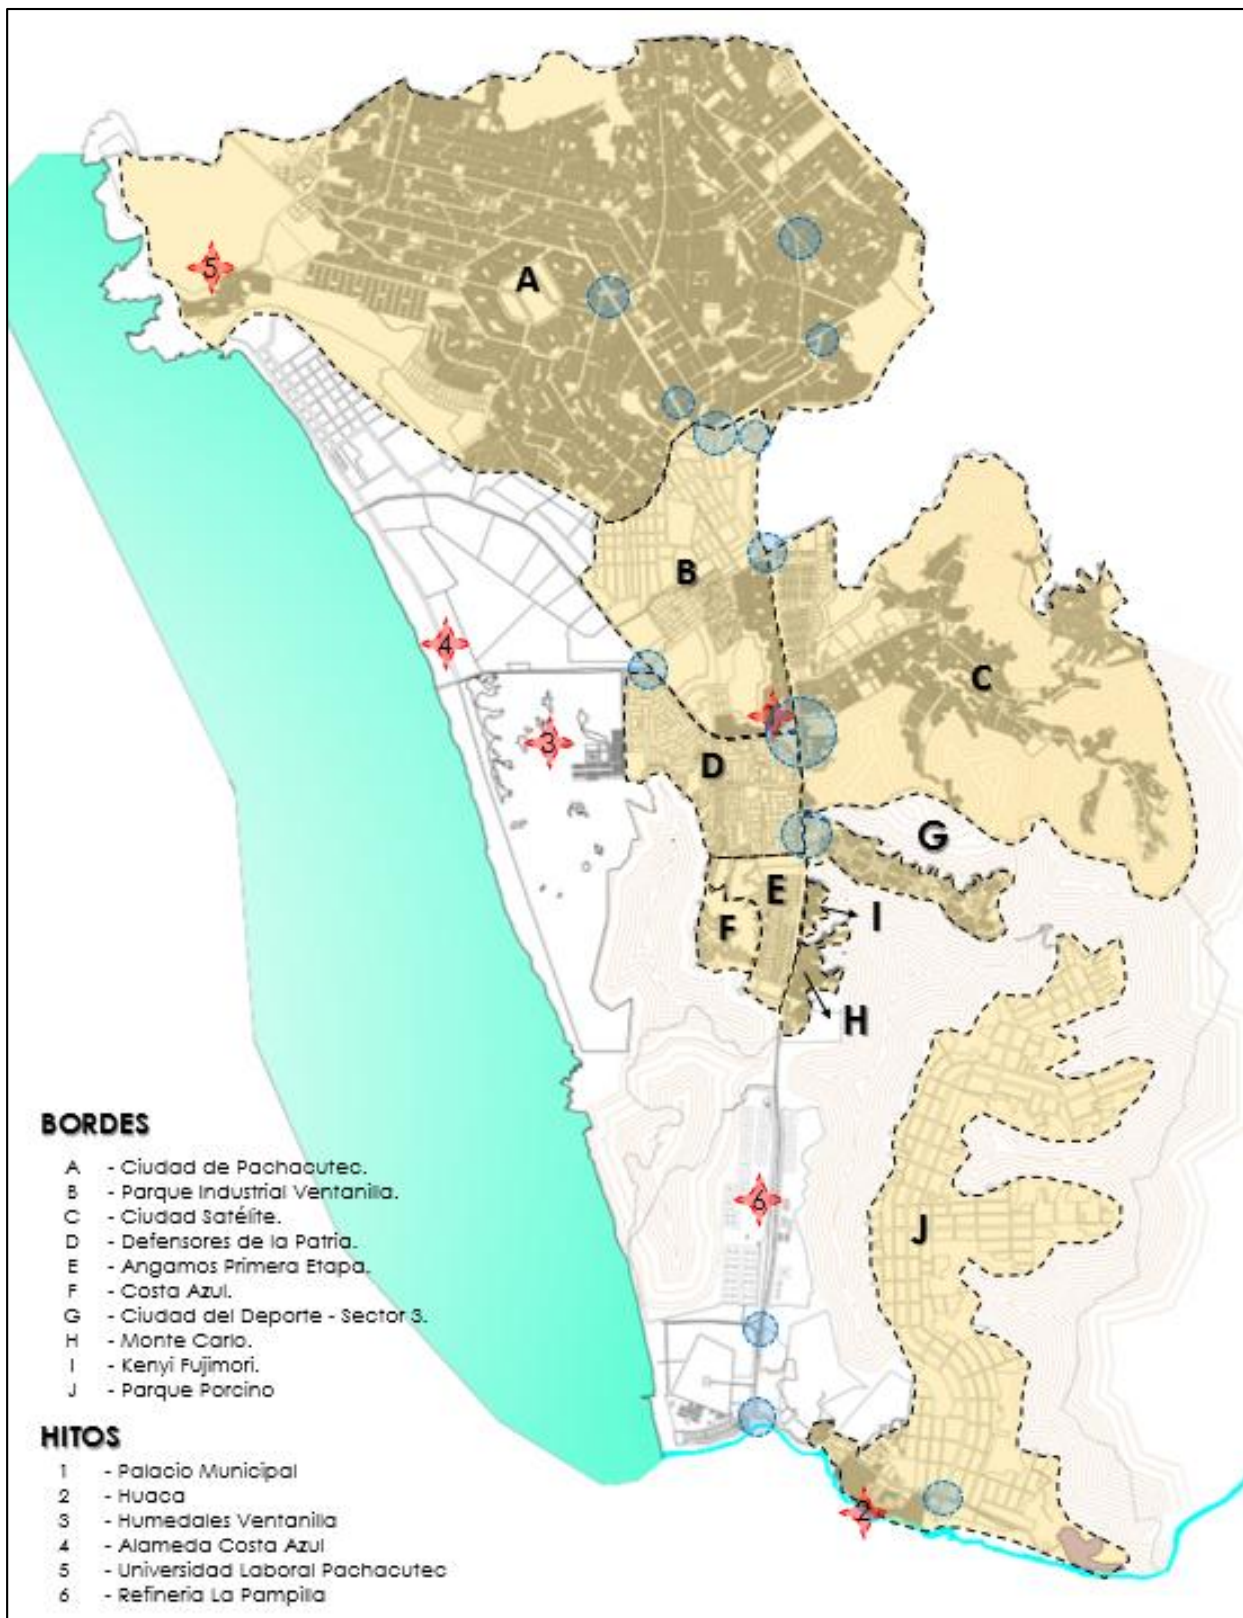 5
A
B
4
C
1
3
D
G
E
F
I
H
6
J
2
BORDES
A - Ciudad de Pachacutec.
B - Parque Industrial Ventanilla.
C - Ciudad Satélite.
D - Defensores de la Patria.
E - Angamos Primera Etapa.
F - Costa Azul.
G - Ciudad del Deporte - Sector 3.
H - Monte Carlo.
I - Kenyi Fujimori.
J - Parque Porcino
HITOS
1 - Palacio Municipal
2 - Huaca
3 - Humedales Ventanilla
4 - Alameda Costa Azul
5 - Universidad Laboral Pachacutec
6 - Refineria La Pampilla